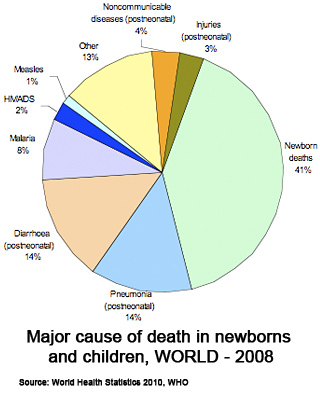 Noncommunicable
diseases (postneonatal)
4%
Injuries
(postneonatal)
3%
Other
13%
Measles
1%
HIV/AIDS
2%
Malaria
8%
Newborn
deaths
41%
Diarrhoea
(postneonatal)
14%
Pneumonia
(postneonatal)
14%
Major cause of death in newborns
and children, WORLD - 2008
Source: World Health Statistics 2010, WHO